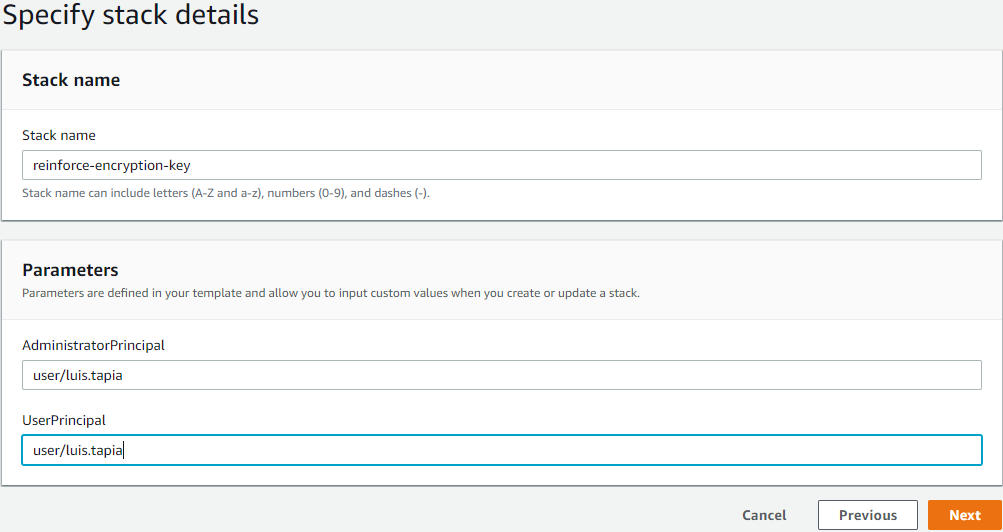 Specify stack details
Stack name
Stack name
reinforce-encryption-key
Stack name can include letters (A-Z and a-z), numbers (0-9), and dashes (-).
Parameters
Parameters are defined in your template and allow you to input custom values when you create or update a stack.
AdministratorPrincipal
user/luis.tapia
UserPrincipal
user/luis.tapia
Cancel Previous Next